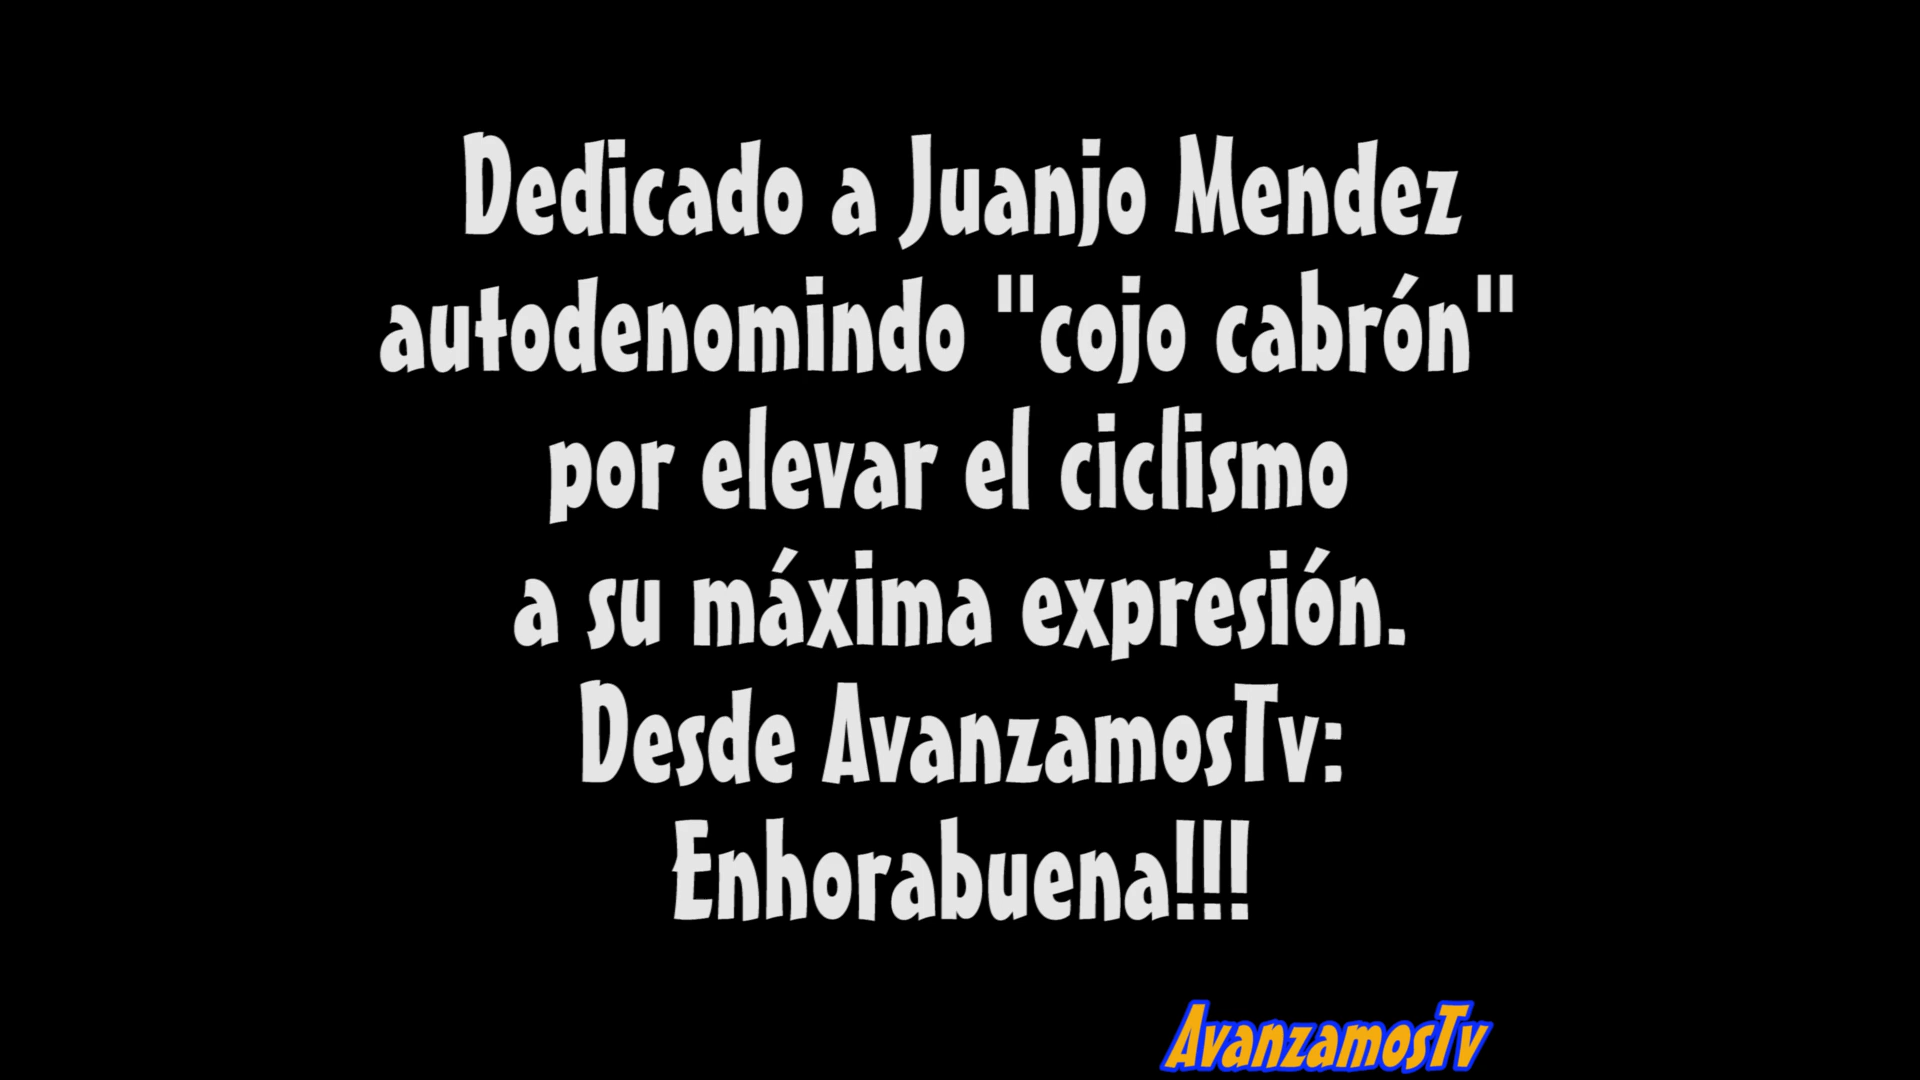 Dedicado a Juanjo Mendez
autodenomindo "cojo cabrón"
por elevar el ciclismo
a su máxima expresión.
Desde AvanzamosTv:
Enhorabuena!!!
AvanzamosTv